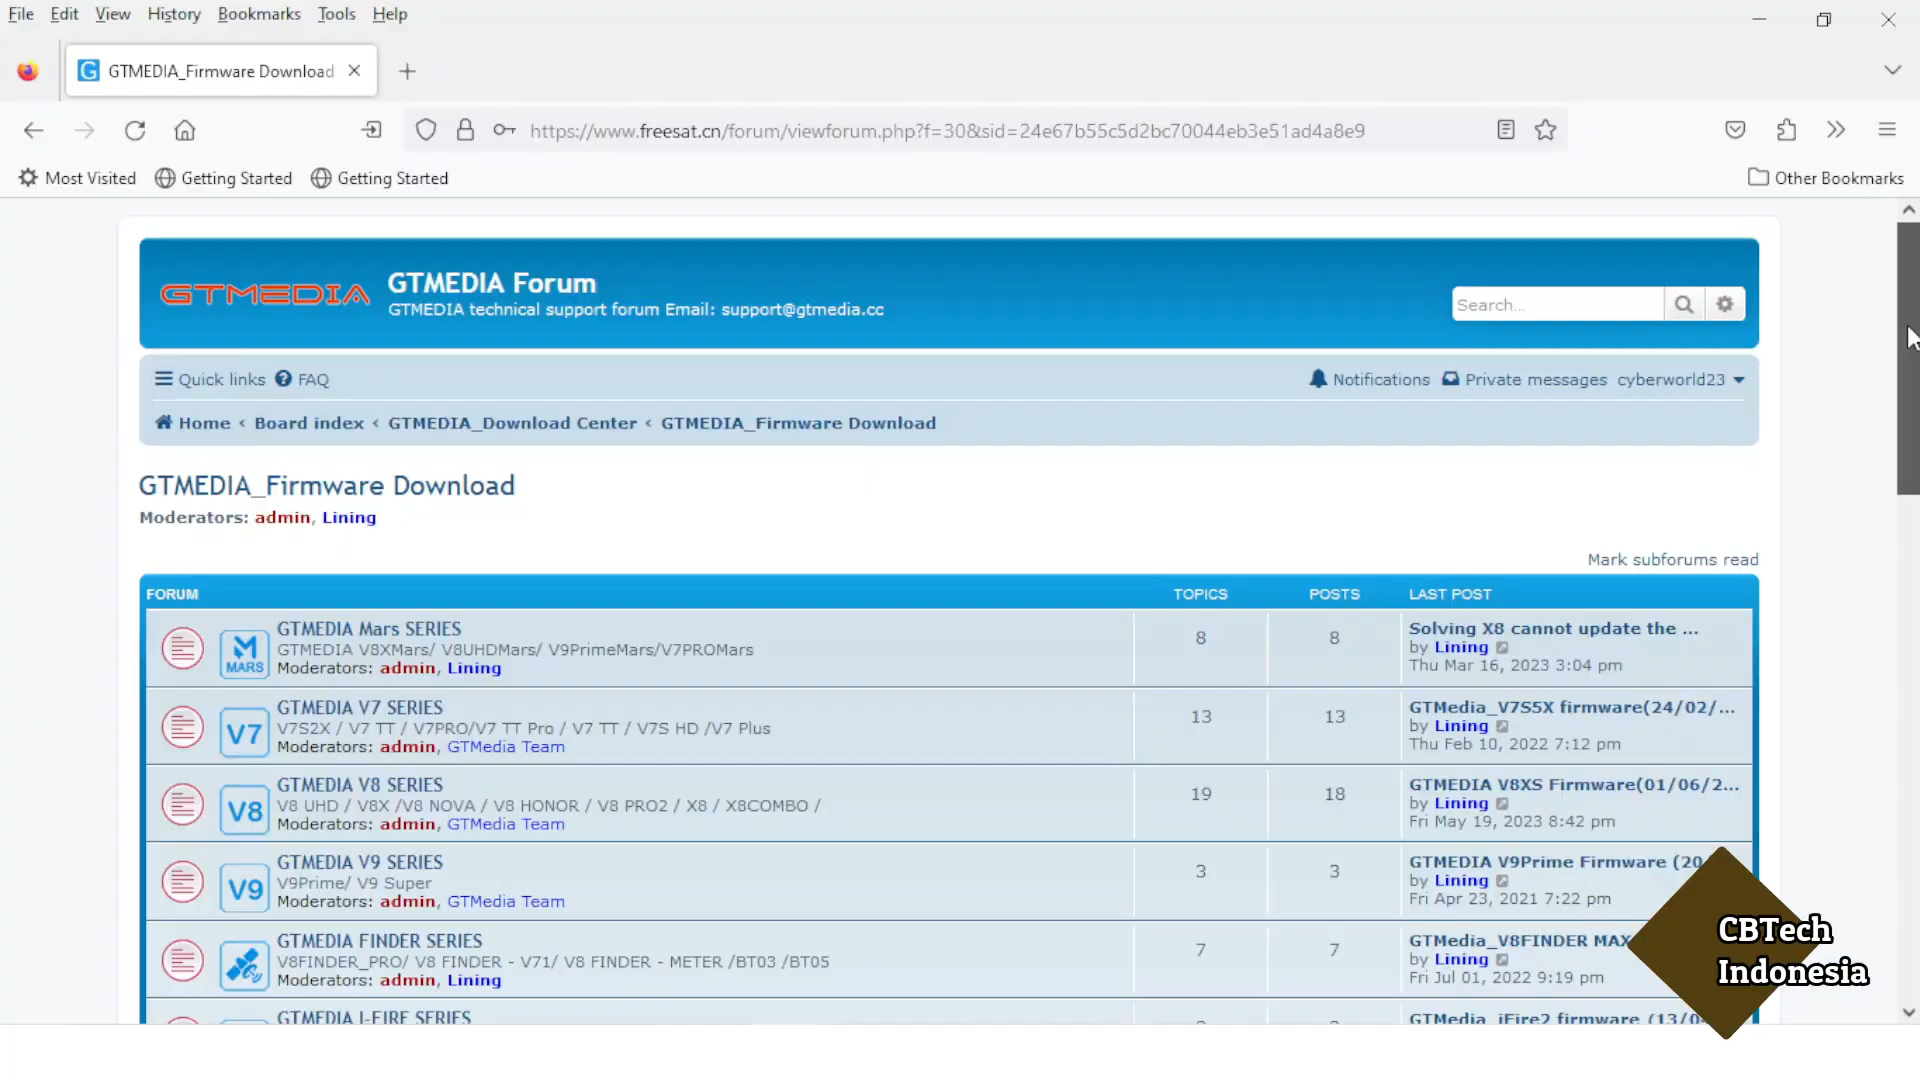 File Edit View History Bookmarks Tools Help
GTMEDIA_Firmware Download
https://www.freesat.cn/forum/viewforum.php?f=30&sid=24e67b55c5d2bc70044eb3e51ad4a8e9
Most Visited Getting Started Getting Started Other Bookmarks
GTMEDIA
GTMEDIA Forum
GTMEDIA technical support forum Email: support@gtmedia.cc
Search...
Quick links FAQ Notifications Private messages cyberworld23
Home ‹ Board index ‹ GTMEDIA_Download Center ‹ GTMEDIA_Firmware Download
GTMEDIA_Firmware Download
Moderators: admin, Lining
Mark subforums read
FORUM TOPICS POSTS LAST POST
MARS
GTMEDIA Mars SERIES
GTMEDIA V8XMars/ V8UHDMars/ V9PrimeMars/V7PROMars
Moderators: admin, Lining
8 8
Solving X8 cannot update the ...
by Lining
Thu Mar 16, 2023 3:04 pm
V7
GTMEDIA V7 SERIES
V7S2X / V7 TT / V7PRO/V7 TT Pro / V7 TT / V7S HD /V7 Plus
Moderators: admin, GTMedia Team
13 13
GTMedia_V7S5X firmware(24/02/...
by Lining
Thu Feb 10, 2022 7:12 pm
V8
GTMEDIA V8 SERIES
V8 UHD / V8X /V8 NOVA / V8 HONOR / V8 PRO2 / X8 / X8COMBO /
Moderators: admin, GTMedia Team
19 18
GTMEDIA V8XS Firmware(01/06/2...
by Lining
Fri May 19, 2023 8:42 pm
V9
GTMEDIA V9 SERIES
V9Prime/ V9 Super
Moderators: admin, GTMedia Team
3 3
GTMEDIA V9Prime Firmware (20
by Lining
Fri Apr 23, 2021 7:22 pm
GTMEDIA FINDER SERIES
V8FINDER_PRO/ V8 FINDER - V71/ V8 FINDER - METER /BT03 /BT05
Moderators: admin, Lining
7 7
GTMedia_V8FINDER MAX
by Lining
Fri Jul 01, 2022 9:19 pm
GTMEDIA I-FIRE SERIES
GTMedia iFire2 firmware (13/0
CBTech
Indonesia